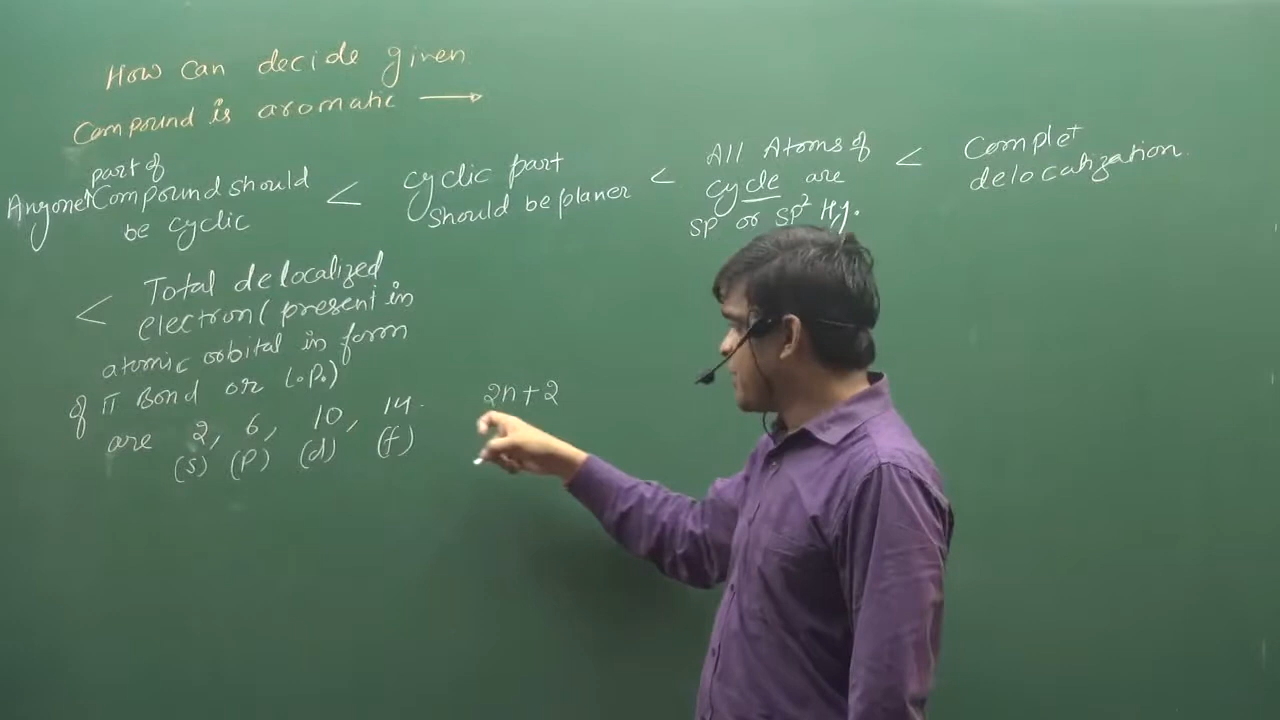 How can decide given
Compound is aromatic →
part of
Anyone Compound should
be cyclic
<
cyclic part
should be planer
<
All Atoms of
cycle are
SP or SP² Hy.
<
Complet
delocalization.
< Total delocalized
electron (present in
atomic orbital in form
of π Bond or l.P.)
are 2, 6, 10, 14.
(s) (P) (d) (f)
2n+2